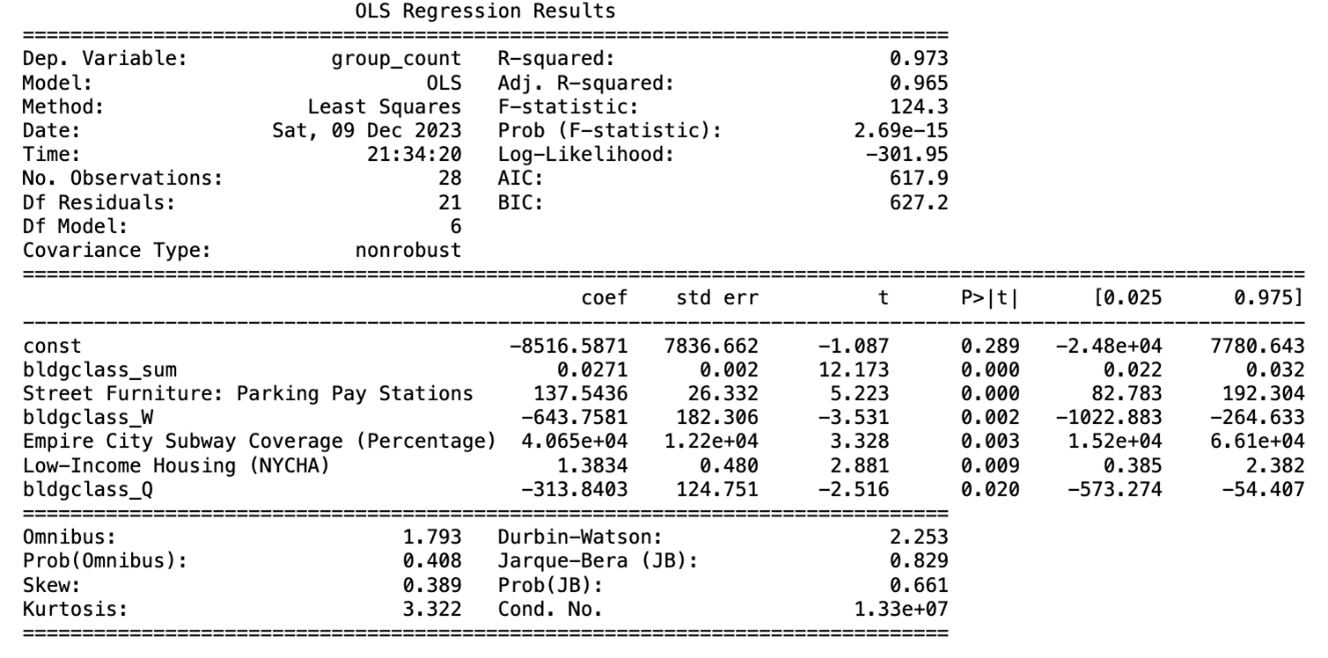 OLS Regression Results
==============================================================================
Dep. Variable: group_count R-squared: 0.973
Model: OLS Adj. R-squared: 0.965
Method: Least Squares F-statistic: 124.3
Date: Sat, 09 Dec 2023 Prob (F-statistic): 2.69e-15
Time: 21:34:20 Log-Likelihood: -301.95
No. Observations: 28 AIC: 617.9
Df Residuals: 21 BIC: 627.2
Df Model: 6
Covariance Type: nonrobust
============================================================================================================
coef std err t P>|t| [0.025 0.975]
------------------------------------------------------------------------------------------------------------
const -8516.5871 7836.662 -1.087 0.289 -2.48e+04 7780.643
bldgclass_sum 0.0271 0.002 12.173 0.000 0.022 0.032
Street Furniture: Parking Pay Stations 137.5436 26.332 5.223 0.000 82.783 192.304
bldgclass_W -643.7581 182.306 -3.531 0.002 -1022.883 -264.633
Empire City Subway Coverage (Percentage) 4.065e+04 1.22e+04 3.328 0.003 1.52e+04 6.61e+04
Low-Income Housing (NYCHA) 1.3834 0.480 2.881 0.009 0.385 2.382
bldgclass_Q -313.8403 124.751 -2.516 0.020 -573.274 -54.407
==============================================================================
Omnibus: 1.793 Durbin-Watson: 2.253
Prob(Omnibus): 0.408 Jarque-Bera (JB): 0.829
Skew: 0.389 Prob(JB): 0.661
Kurtosis: 3.322 Cond. No. 1.33e+07
==============================================================================